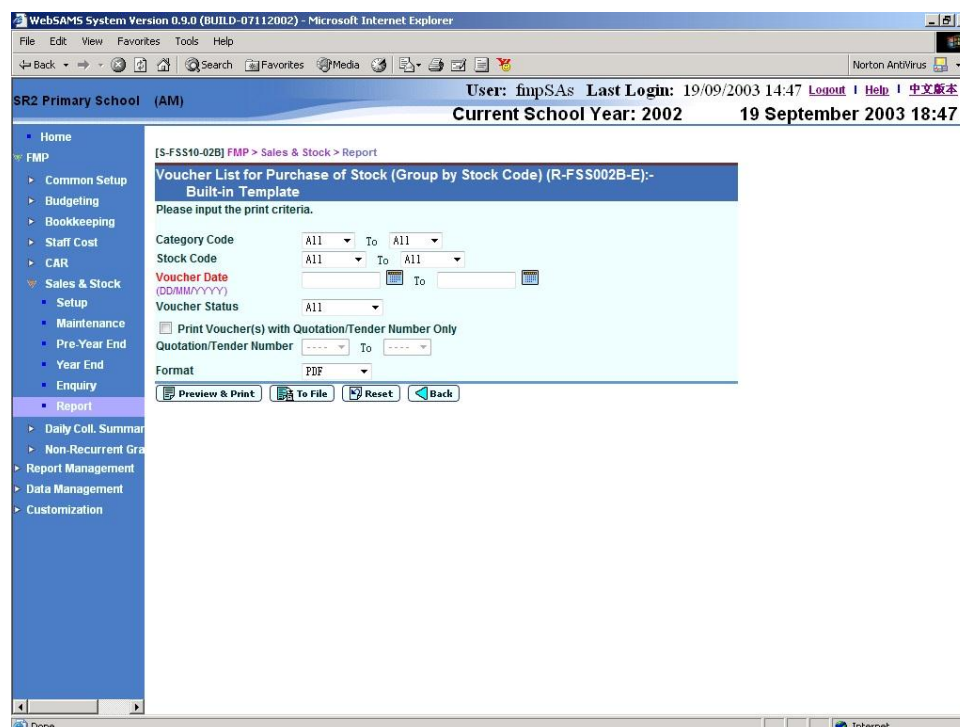 WebSAMS System Version 0.9.0 (BUILD-07112002) - Microsoft Internet Explorer
File Edit View Favorites Tools Help
Back Search Favorites Media Norton AntiVirus
SR2 Primary School (AM)
User: fmpSAs Last Login: 19/09/2003 14:47 Logout | Help | 中文版本
Current School Year: 2002 19 September 2003 18:47
Home
FMP
Common Setup
Budgeting
Bookkeeping
Staff Cost
CAR
Sales & Stock
Setup
Maintenance
Pre-Year End
Year End
Enquiry
Report
Daily Coll. Summar
Non-Recurrent Gra
Report Management
Data Management
Customization
[S-FSS10-02B] FMP > Sales & Stock > Report
Voucher List for Purchase of Stock (Group by Stock Code) (R-FSS002B-E):-
Built-in Template
Please input the print criteria.
Category Code All To All
Stock Code All To All
Voucher Date To
(DD/MM/YYYY)
Voucher Status All
Print Voucher(s) with Quotation/Tender Number Only
Quotation/Tender Number ---- To ----
Format PDF
Preview & Print To File Reset Back
Done Internet